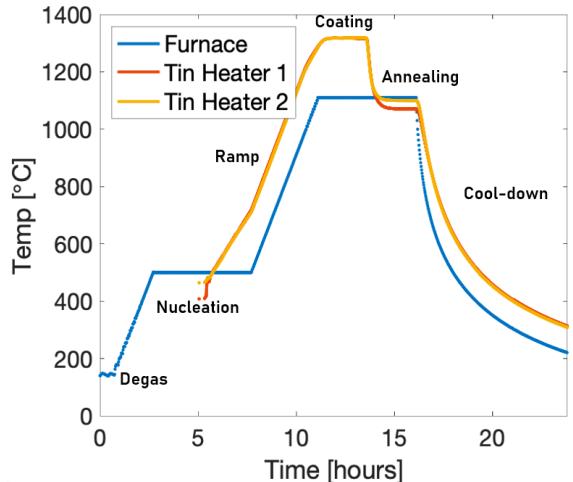 1400
Coating
Furnace
Tin Heater 1
Tin Heater 2
1200
Annealing
1000
Ramp
800
Cool-down
600
400
Nucleation
200
Degas
0
0 5 10 15 20
Temp [°C]
Time [hours]